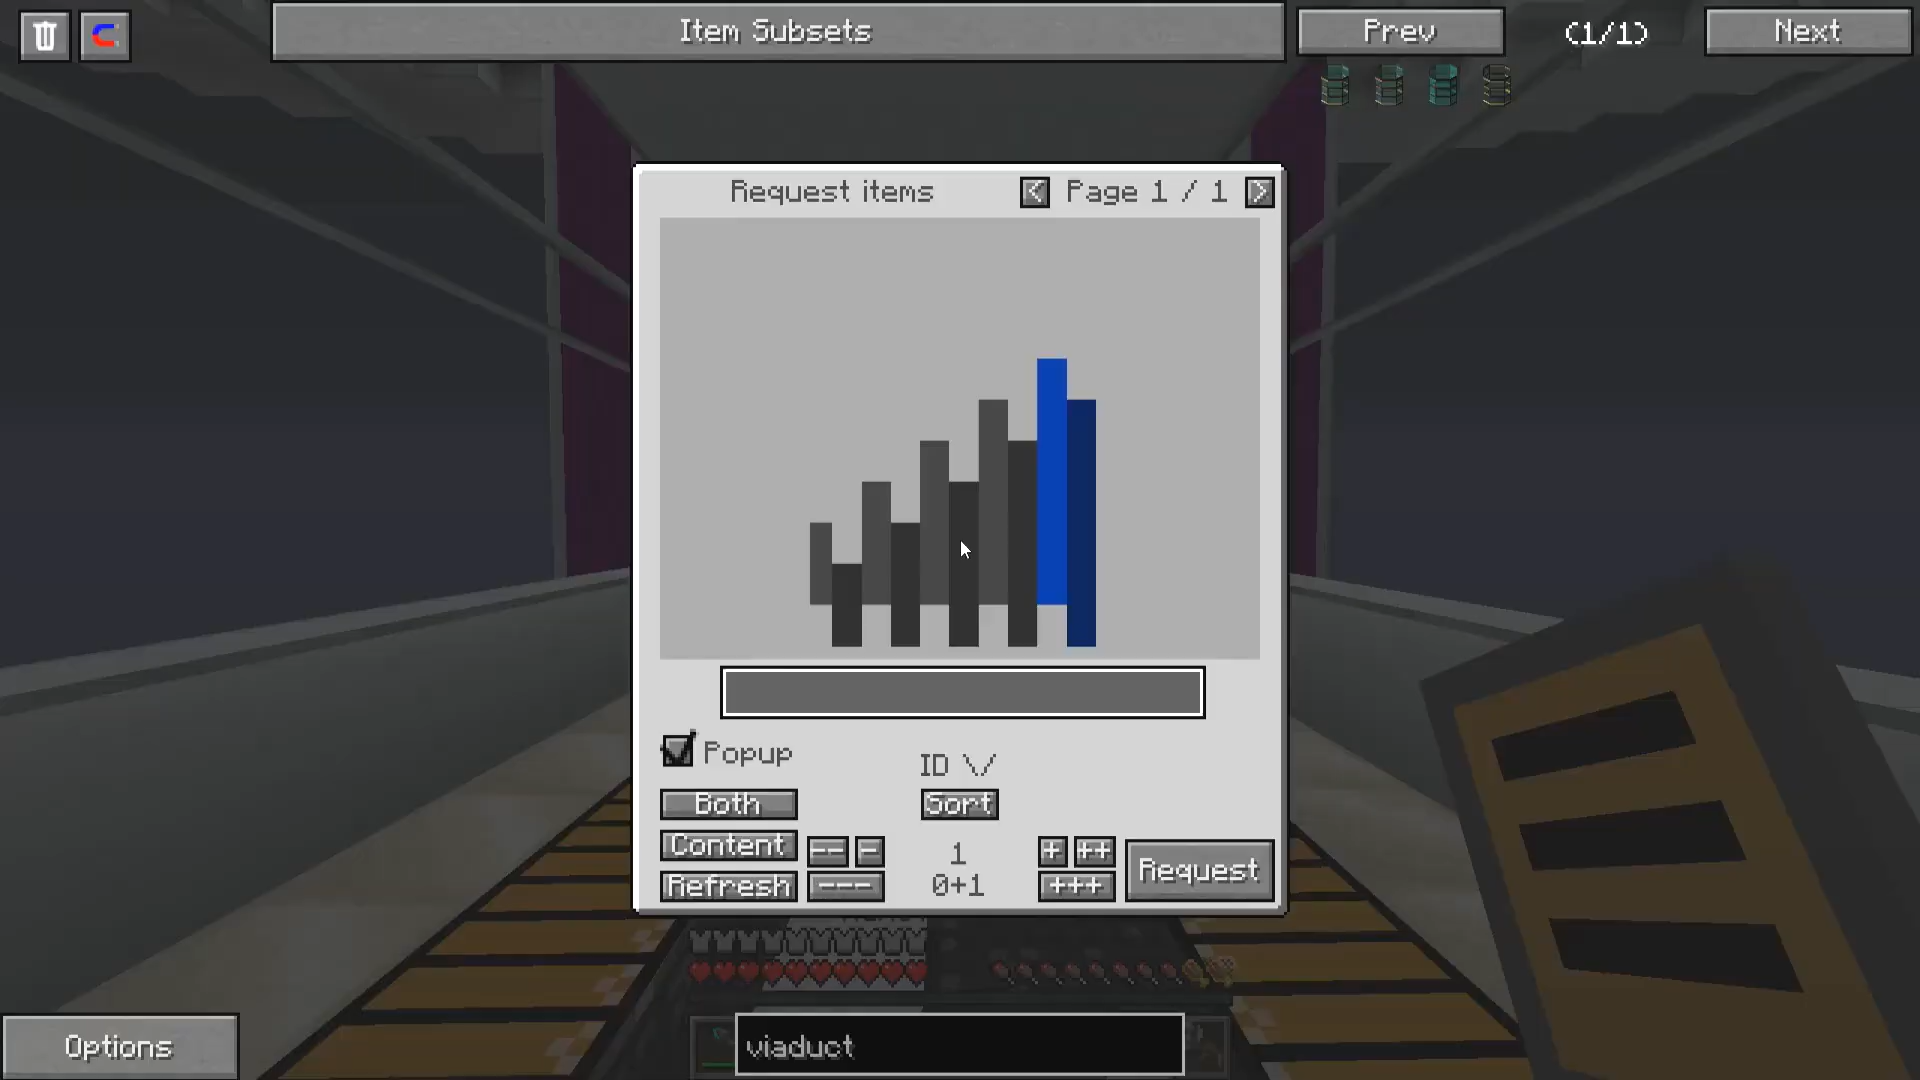 Item Subsets
Prev
(1/1)
Next
Request items
Page 1 / 1
Popup
ID \/
Both
Sort
Content
--
-
1
+
++
Request
Refresh
---
0+1
+++
Options
viaduct